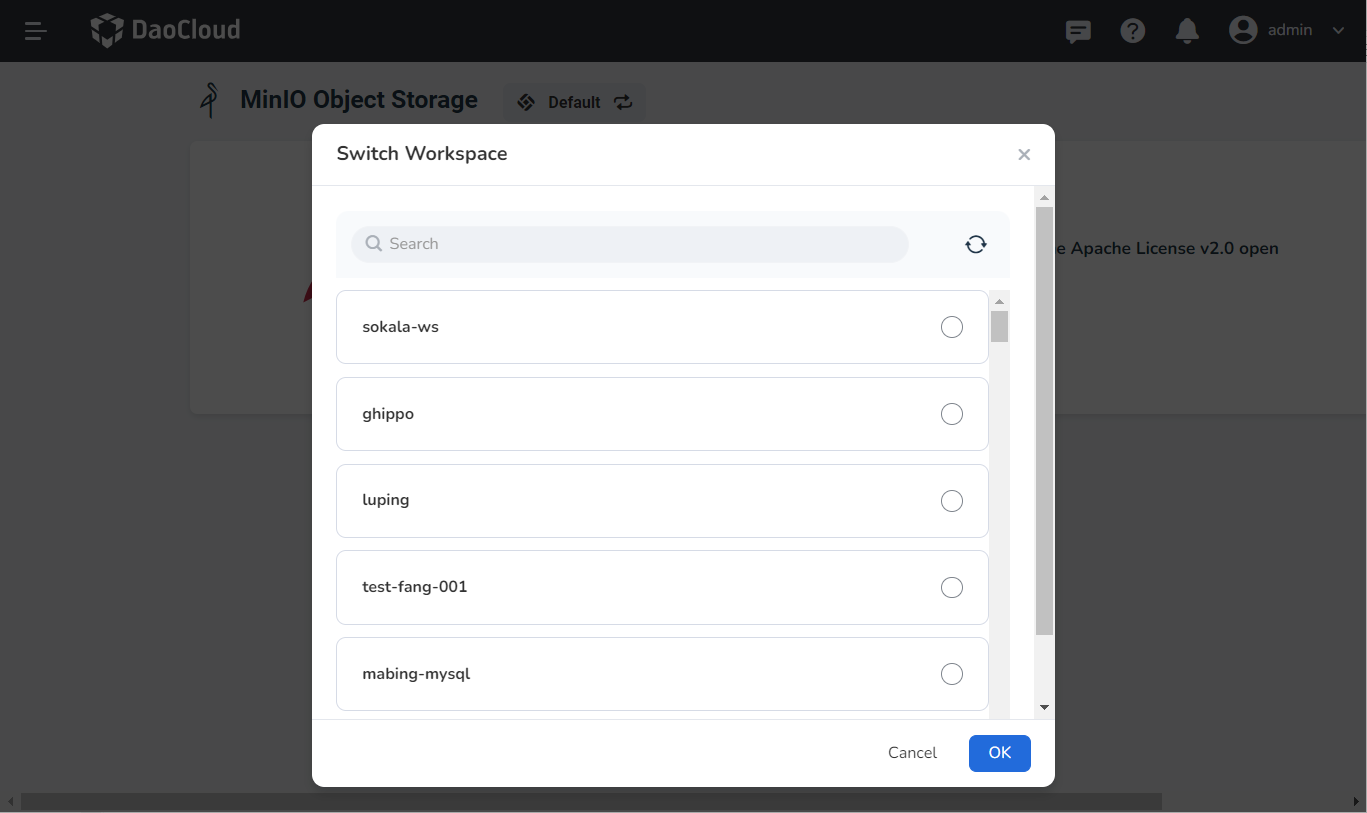 DaoCloud
admin
MinIO Object Storage
Default
Switch Workspace
Search
e Apache License v2.0 open
sokala-ws
ghippo
luping
test-fang-001
mabing-mysql
Cancel
OK